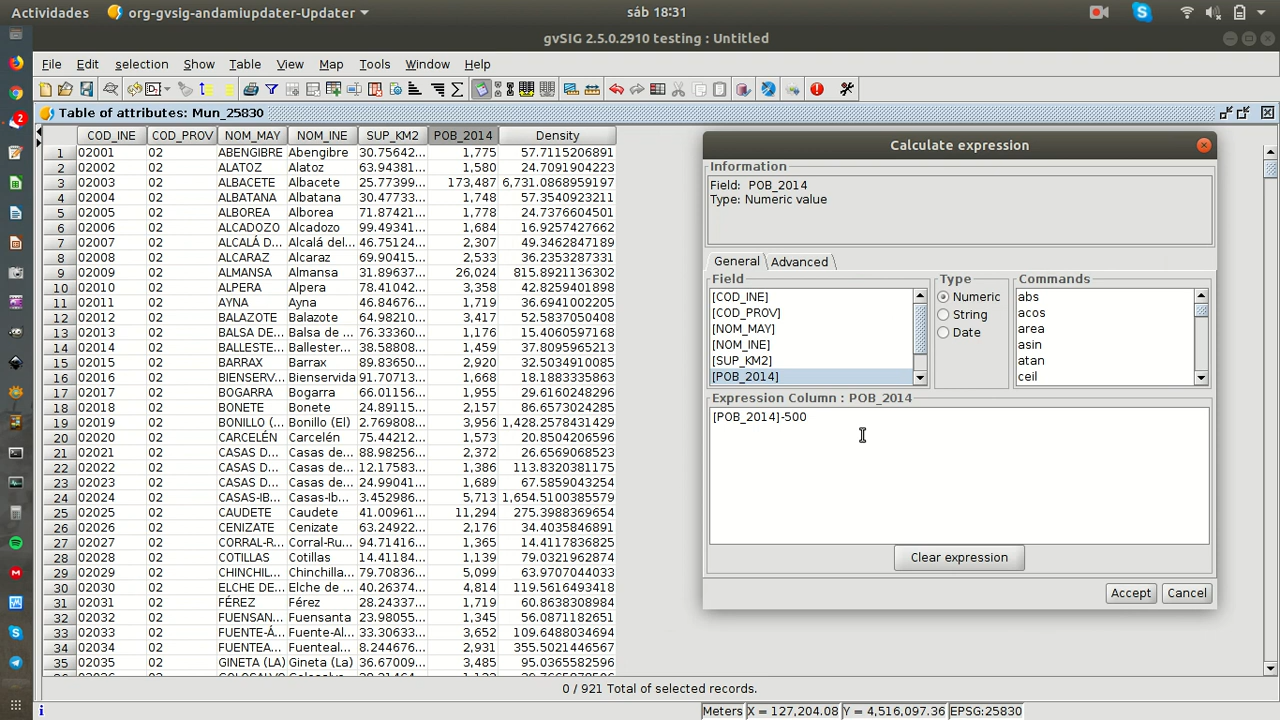 Actividades org-gvsig-andamiupdater-Updater sáb 18:31
gvSIG 2.5.0.2910 testing : Untitled
File Edit selection Show Table View Map Tools Window Help
Table of attributes: Mun_25830
COD_INE COD_PROV NOM_MAY NOM_INE SUP_KM2 POB_2014 Density
1 02001 02 ABENGIBRE Abengibre 30.75642... 1,775 57.7115206891
2 02002 02 ALATOZ Alatoz 63.94381... 1,580 24.7091904223
3 02003 02 ALBACETE Albacete 25.77399... 173,487 6,731.0868959197
4 02004 02 ALBATANA Albatana 30.47733... 1,748 57.3540923211
5 02005 02 ALBOREA Alborea 71.87421... 1,778 24.7376604501
6 02006 02 ALCADOZO Alcadozo 99.49341... 1,684 16.9257427662
7 02007 02 ALCALÁ D... Alcalá del... 46.75124... 2,307 49.3462847189
8 02008 02 ALCARAZ Alcaraz 69.90415... 2,533 36.2353287331
9 02009 02 ALMANSA Almansa 31.89637... 26,024 815.8921136302
10 02010 02 ALPERA Alpera 78.41042... 3,358 42.8259401898
11 02011 02 AYNA Ayna 46.84676... 1,719 36.6941002205
12 02012 02 BALAZOTE Balazote 64.98210... 3,417 52.5837050408
13 02013 02 BALSA DE... Balsa de ... 76.33360... 1,176 15.4060597168
14 02014 02 BALLESTE... Ballester... 38.58808... 1,459 37.8095965213
15 02015 02 BARRAX Barrax 89.83650... 2,920 32.5034910085
16 02016 02 BIENSERV... Bienservida 91.70713... 1,668 18.1883335863
17 02017 02 BOGARRA Bogarra 66.01156... 1,955 29.6160248296
18 02018 02 BONETE Bonete 24.89115... 2,157 86.6573024285
19 02019 02 BONILLO (... Bonillo (El) 2.769808... 3,956 1,428.2578431429
20 02020 02 CARCELÉN Carcelén 75.44212... 1,573 20.8504206596
21 02021 02 CASAS D... Casas de... 88.98256... 2,372 26.6569068523
22 02022 02 CASAS D... Casas de... 12.17583... 1,386 113.8320381175
23 02023 02 CASAS D... Casas de... 24.99094... 1,689 67.5859043254
24 02024 02 CASAS-IB... Casas-Ib... 3.452986... 5,713 1,654.5100385579
25 02025 02 CAUDETE Caudete 41.00961... 11,294 275.3988369654
26 02026 02 CENIZATE Cenizate 63.24922... 2,176 34.4035846891
27 02027 02 CORRAL-R... Corral-Ru... 94.71416... 1,365 14.4117836825
28 02028 02 COTILLAS Cotillas 14.41184... 1,139 79.0321962874
29 02029 02 CHINCHIL... Chinchilla... 79.70836... 5,099 63.9707044033
30 02030 02 ELCHE DE... Elche de ... 40.26374... 4,814 119.5616493418
31 02031 02 FÉREZ Férez 28.24337... 1,719 60.8638308984
32 02032 02 FUENSAN... Fuensanta 23.98055... 1,345 56.0871182651
33 02033 02 FUENTE-Á... Fuente-Al... 33.30633... 3,652 109.6488034694
34 02034 02 FUENTEA... Fuenteal... 8.244676... 2,931 355.5021446567
35 02035 02 GINETA (LA) Gineta (La) 36.67009... 3,485 95.0365582596
0 / 921 Total of selected records.
Calculate expression
Information
Field: POB_2014
Type: Numeric value
General Advanced
Field Type Commands
[COD_INE] Numeric abs
[COD_PROV] String acos
[NOM_MAY] Date area
[NOM_INE] asin
[SUP_KM2] atan
[POB_2014] ceil
Expression Column : POB_2014
[POB_2014]-500
Clear expression
Accept Cancel
Meters X = 127,204.08 Y = 4,516,097.36 EPSG:25830